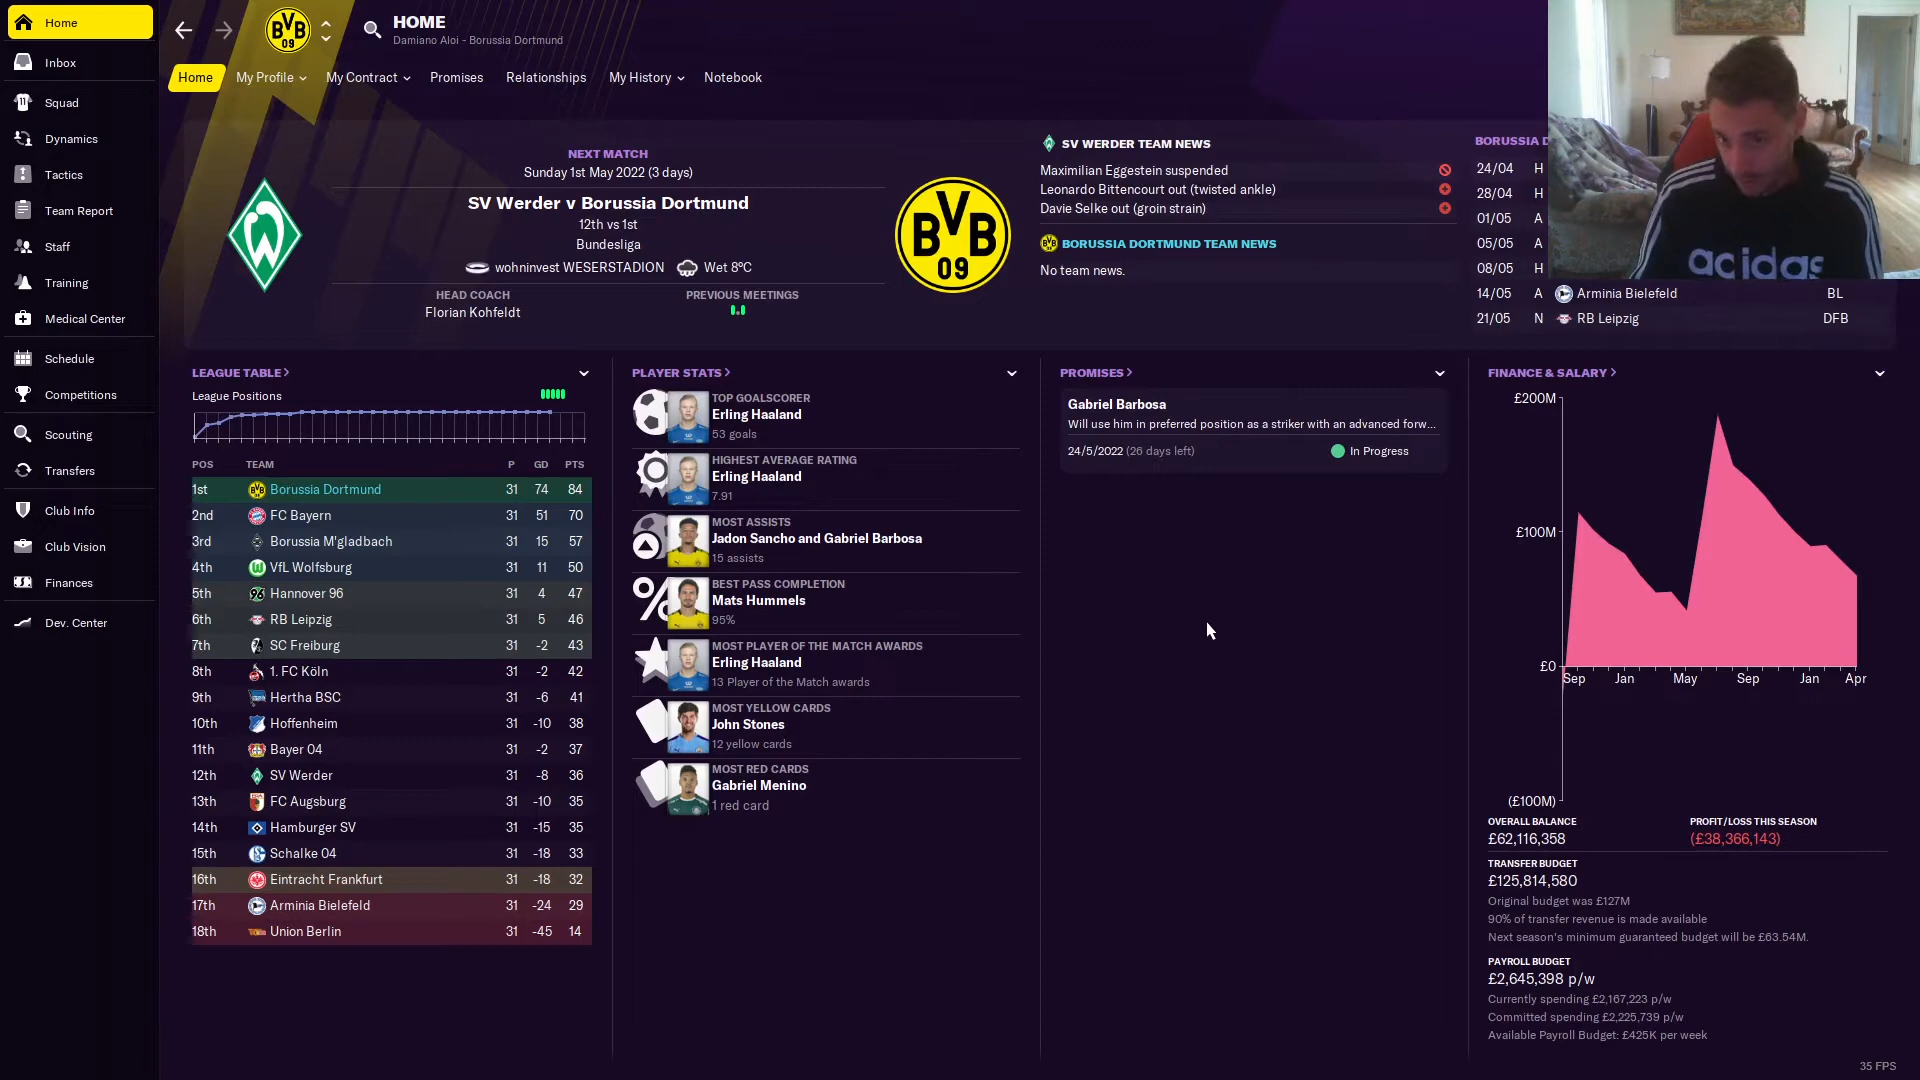 Home
Inbox
Squad
Dynamics
Tactics
Team Report
Staff
Training
Medical Center
Schedule
Competitions
Scouting
Transfers
Club Info
Club Vision
Finances
Dev. Center
BVB
09
HOME
Damiano Aloi - Borussia Dortmund
Home My Profile My Contract Promises Relationships My History Notebook
NEXT MATCH
Sunday 1st May 2022 (3 days)
SV Werder v Borussia Dortmund
12th vs 1st
Bundesliga
wohninvest WESERSTADION Wet 8ºC
HEAD COACH
Florian Kohfeldt
PREVIOUS MEETINGS
BVB
09
SV WERDER TEAM NEWS
Maximilian Eggestein suspended
Leonardo Bittencourt out (twisted ankle)
Davie Selke out (groin strain)
BORUSSIA DORTMUND TEAM NEWS
No team news.
BORUSSIA D
24/04 H
28/04 H
01/05 A
05/05 A
08/05 H
14/05 A Arminia Bielefeld BL
21/05 N RB Leipzig DFB
adidas
LEAGUE TABLE
League Positions
POS TEAM P GD PTS
1st Borussia Dortmund 31 74 84
2nd FC Bayern 31 51 70
3rd Borussia M'gladbach 31 15 57
4th VfL Wolfsburg 31 11 50
5th Hannover 96 31 4 47
6th RB Leipzig 31 5 46
7th SC Freiburg 31 -2 43
8th 1. FC Köln 31 -2 42
9th Hertha BSC 31 -6 41
10th Hoffenheim 31 -10 38
11th Bayer 04 31 -2 37
12th SV Werder 31 -8 36
13th FC Augsburg 31 -10 35
14th Hamburger SV 31 -15 35
15th Schalke 04 31 -18 33
16th Eintracht Frankfurt 31 -18 32
17th Arminia Bielefeld 31 -24 29
18th Union Berlin 31 -45 14
PLAYER STATS
TOP GOALSCORER
Erling Haaland
53 goals
HIGHEST AVERAGE RATING
Erling Haaland
7.91
MOST ASSISTS
Jadon Sancho and Gabriel Barbosa
15 assists
BEST PASS COMPLETION
Mats Hummels
95%
MOST PLAYER OF THE MATCH AWARDS
Erling Haaland
13 Player of the Match awards
MOST YELLOW CARDS
John Stones
12 yellow cards
MOST RED CARDS
Gabriel Menino
1 red card
PROMISES
Gabriel Barbosa
Will use him in preferred position as a striker with an advanced forw...
24/5/2022 (26 days left) In Progress
FINANCE & SALARY
£200M
£100M
£0
Sep Jan May Sep Jan Apr
(£100M)
OVERALL BALANCE
£62,116,358
PROFIT/LOSS THIS SEASON
(£38,366,143)
TRANSFER BUDGET
£125,814,580
Original budget was £127M
90% of transfer revenue is made available
Next season's minimum guaranteed budget will be £63.54M.
PAYROLL BUDGET
£2,645,398 p/w
Currently spending £2,167,223 p/w
Committed spending £2,225,739 p/w
Available Payroll Budget: £425K per week
35 FPS